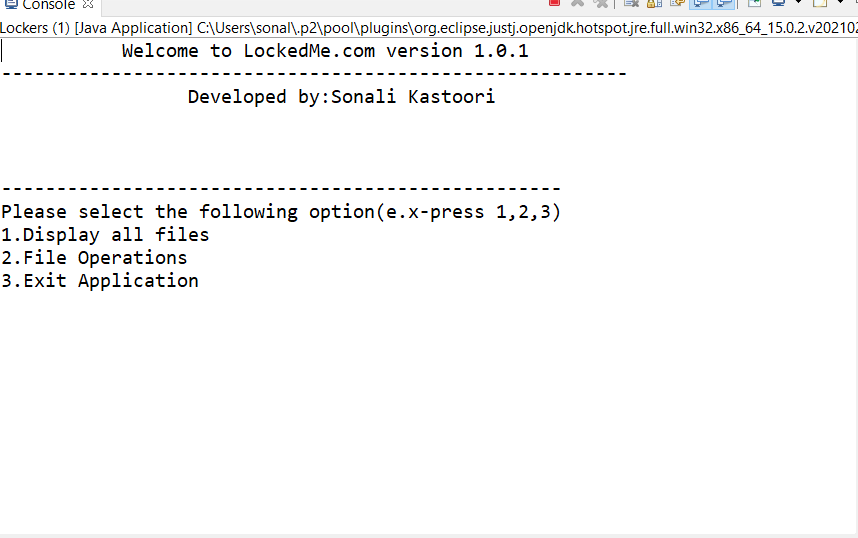 Console
Lockers (1) [Java Application] C:\Users\sonal\.p2\pool\plugins\org.eclipse.justj.openjdk.hotspot.jre.full.win32.x86_64_15.0.2.v202102
Welcome to LockedMe.com version 1.0.1
---------------------------------------------------------
Developed by:Sonali Kastoori
---------------------------------------------------
Please select the following option(e.x-press 1,2,3)
1.Display all files
2.File Operations
3.Exit Application